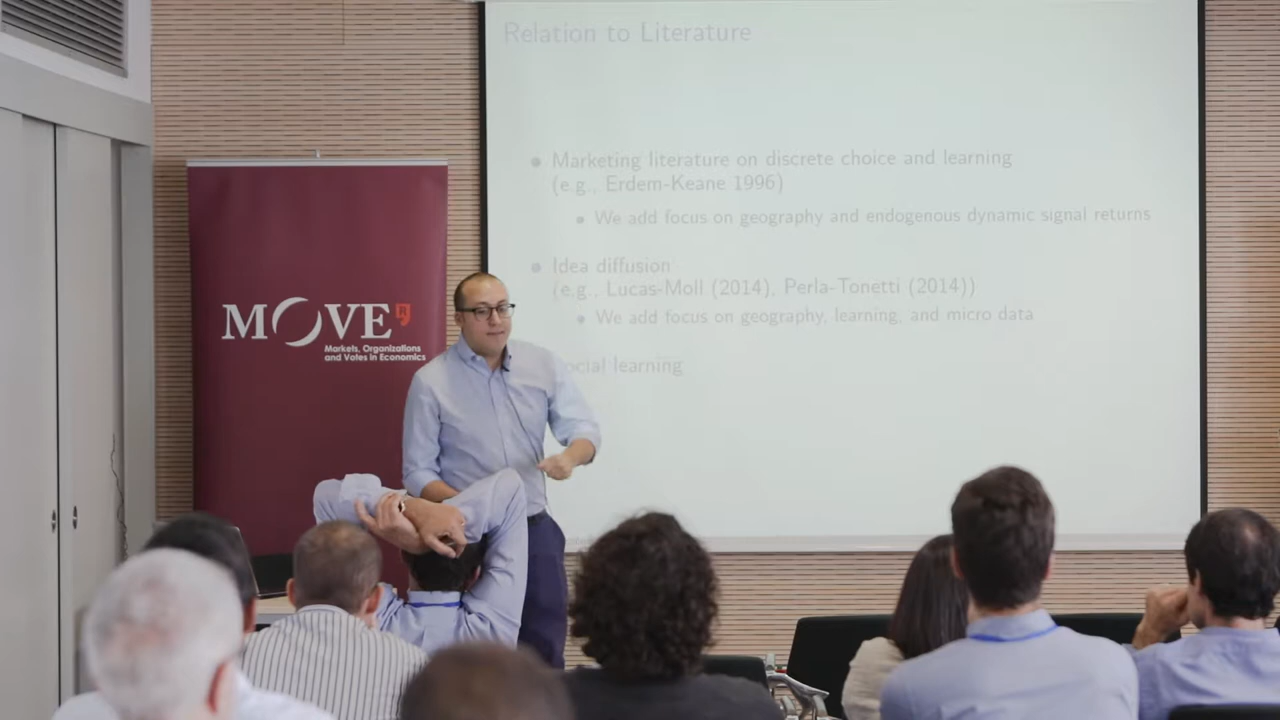 Relation to Literature
Marketing literature on discrete choice and learning
(e.g., Erdem-Keane 1996)
We add focus on geography and endogenous dynamic signal returns
Idea diffusion
(e.g., Lucas-Moll (2014), Perla-Tonetti (2014))
We add focus on geography, learning, and micro data
ocial learning
MOVE R
Markets, Organizations
and Votes in Economics